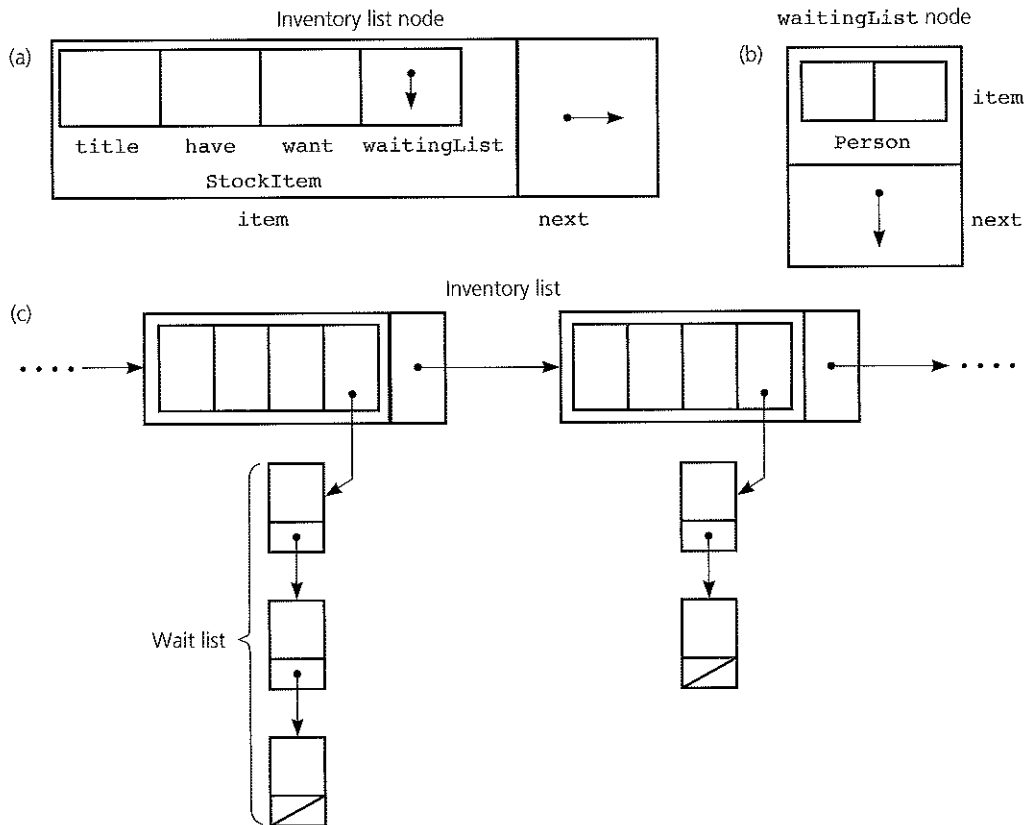 Inventory list node
waitingList node
(a)
(b)
item
title have want waitingList
Person
StockItem
item next
next
Inventory list
(c)
Wait list